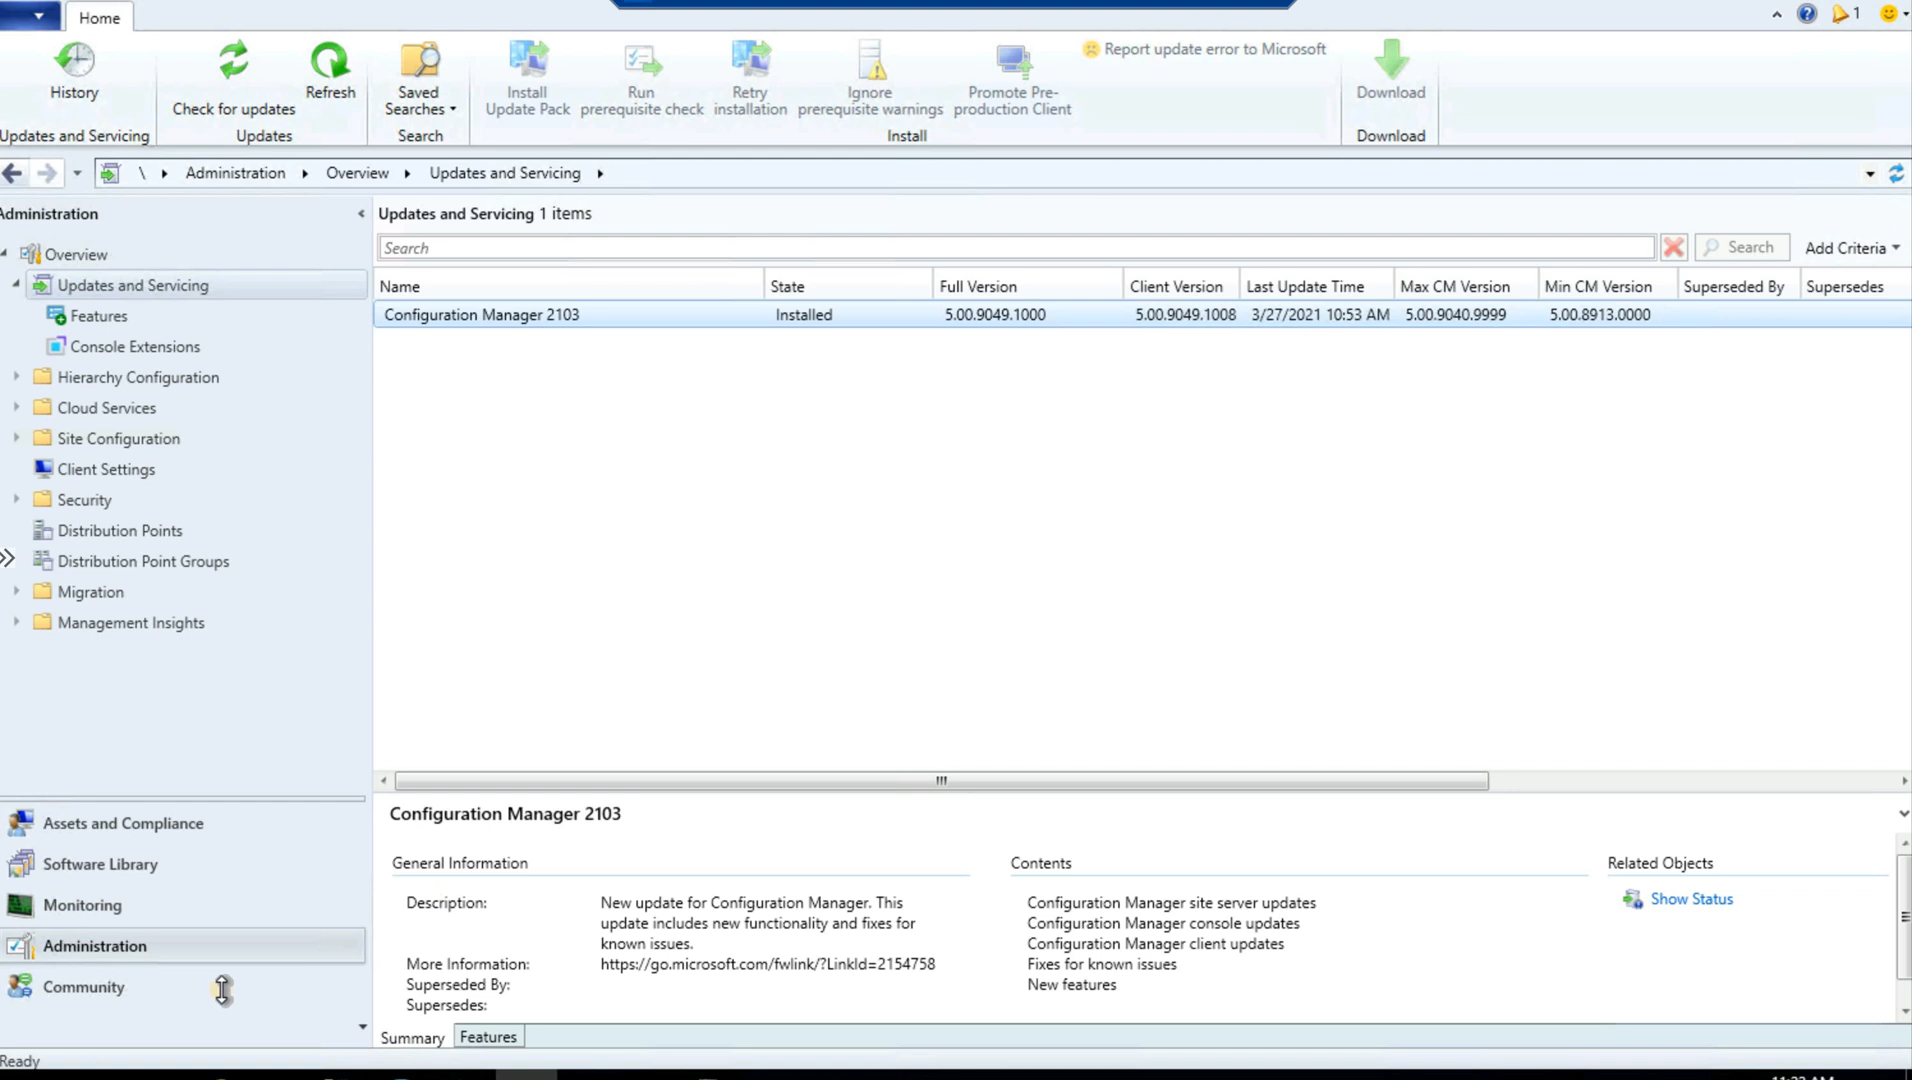 Home
1
History
Check for updates
Refresh
Saved
Searches
Install
Update Pack
Run
prerequisite check
Retry
installation
Ignore
prerequisite warnings
Promote Pre-
production Client
Report update error to Microsoft
Download
Updates and Servicing
Updates
Search
Install
Download
\ Administration Overview Updates and Servicing
Administration
Overview
Updates and Servicing
Features
Console Extensions
Hierarchy Configuration
Cloud Services
Site Configuration
Client Settings
Security
Distribution Points
Distribution Point Groups
Migration
Management Insights
Assets and Compliance
Software Library
Monitoring
Administration
Community
Updates and Servicing 1 items
Search
Search
Add Criteria
Name State Full Version Client Version Last Update Time Max CM Version Min CM Version Superseded By Supersedes
Configuration Manager 2103 Installed 5.00.9049.1000 5.00.9049.1008 3/27/2021 10:53 AM 5.00.9040.9999 5.00.8913.0000
Configuration Manager 2103
General Information
Description: New update for Configuration Manager. This
update includes new functionality and fixes for
known issues.
More Information: https://go.microsoft.com/fwlink/?LinkId=2154758
Superseded By:
Supersedes:
Contents
Configuration Manager site server updates
Configuration Manager console updates
Configuration Manager client updates
Fixes for known issues
New features
Related Objects
Show Status
Summary
Features
Ready